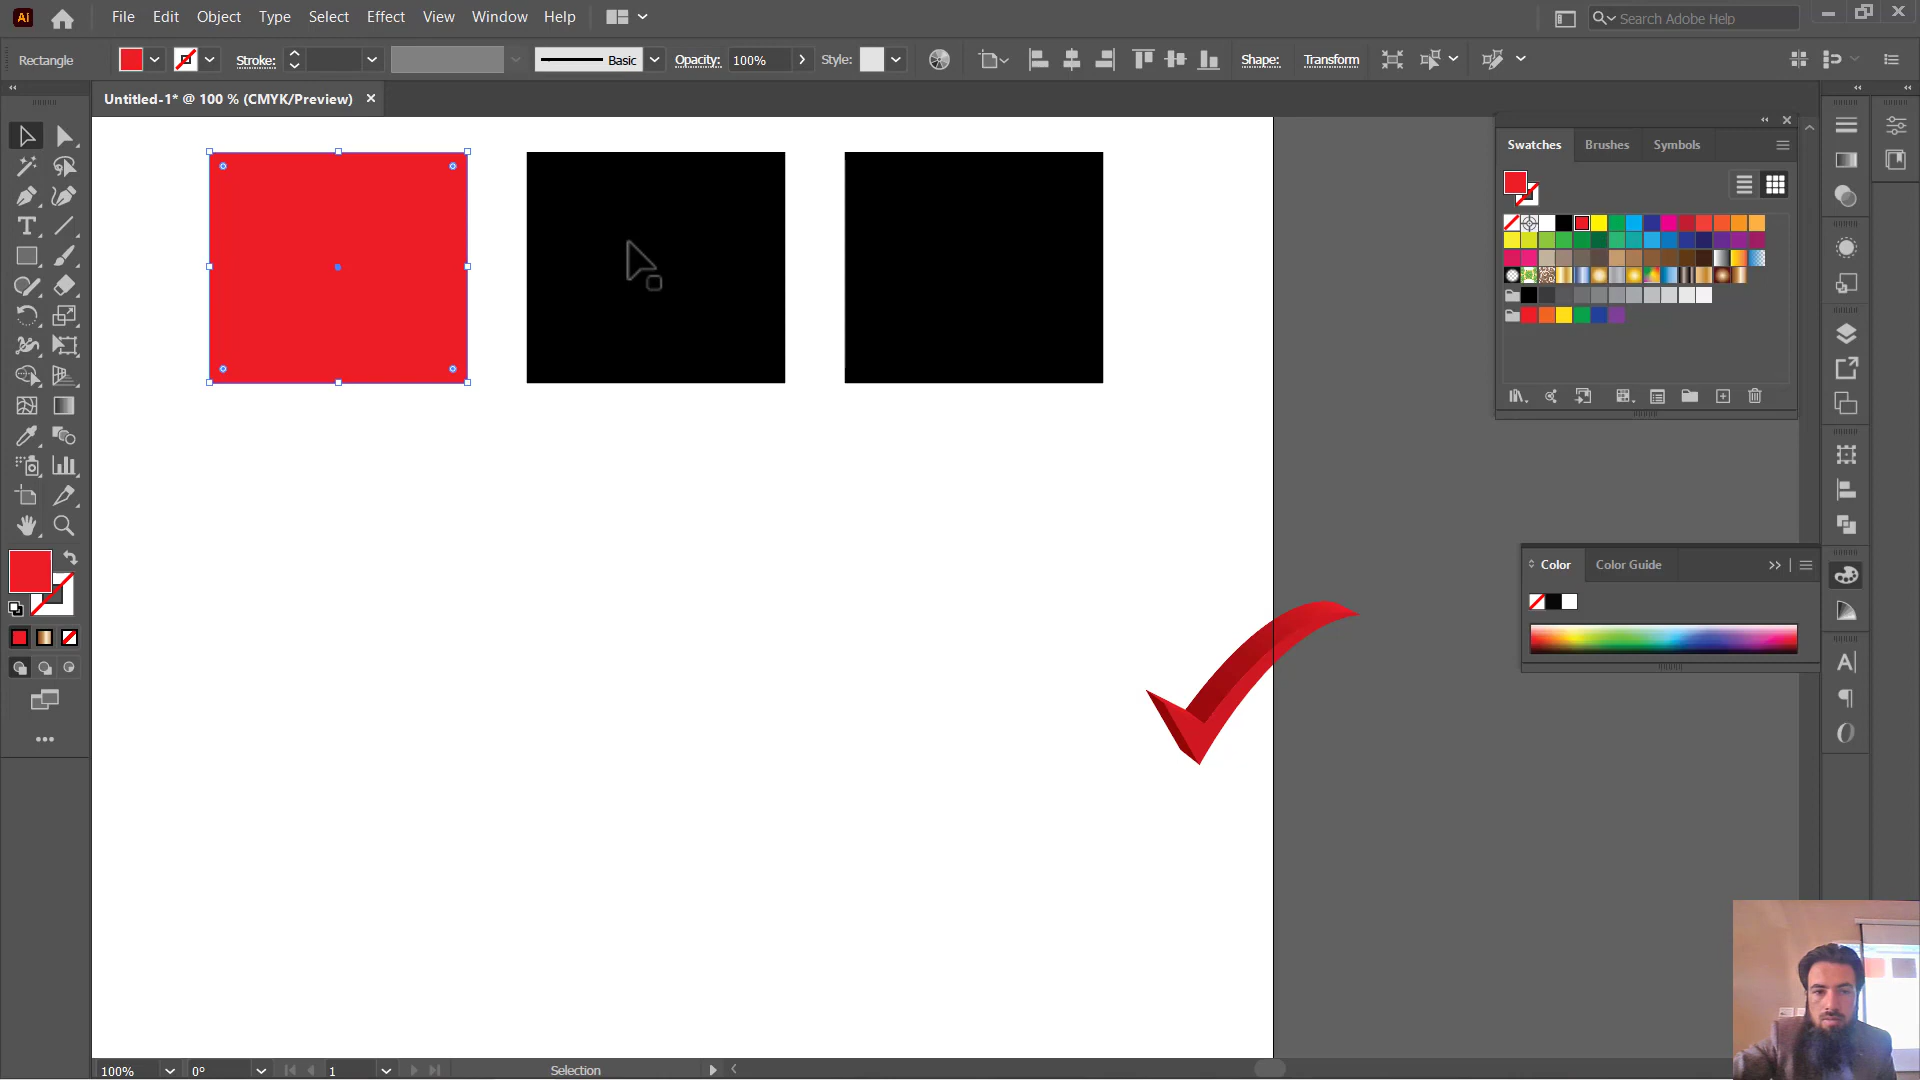 Ai File Edit Object Type Select Effect View Window Help Search Adobe Help
Rectangle Stroke: Basic Opacity: 100% Style: Shape: Transform
Untitled-1* @ 100 % (CMYK/Preview)
Swatches Brushes Symbols
Color Color Guide
100% 0° 1 Selection